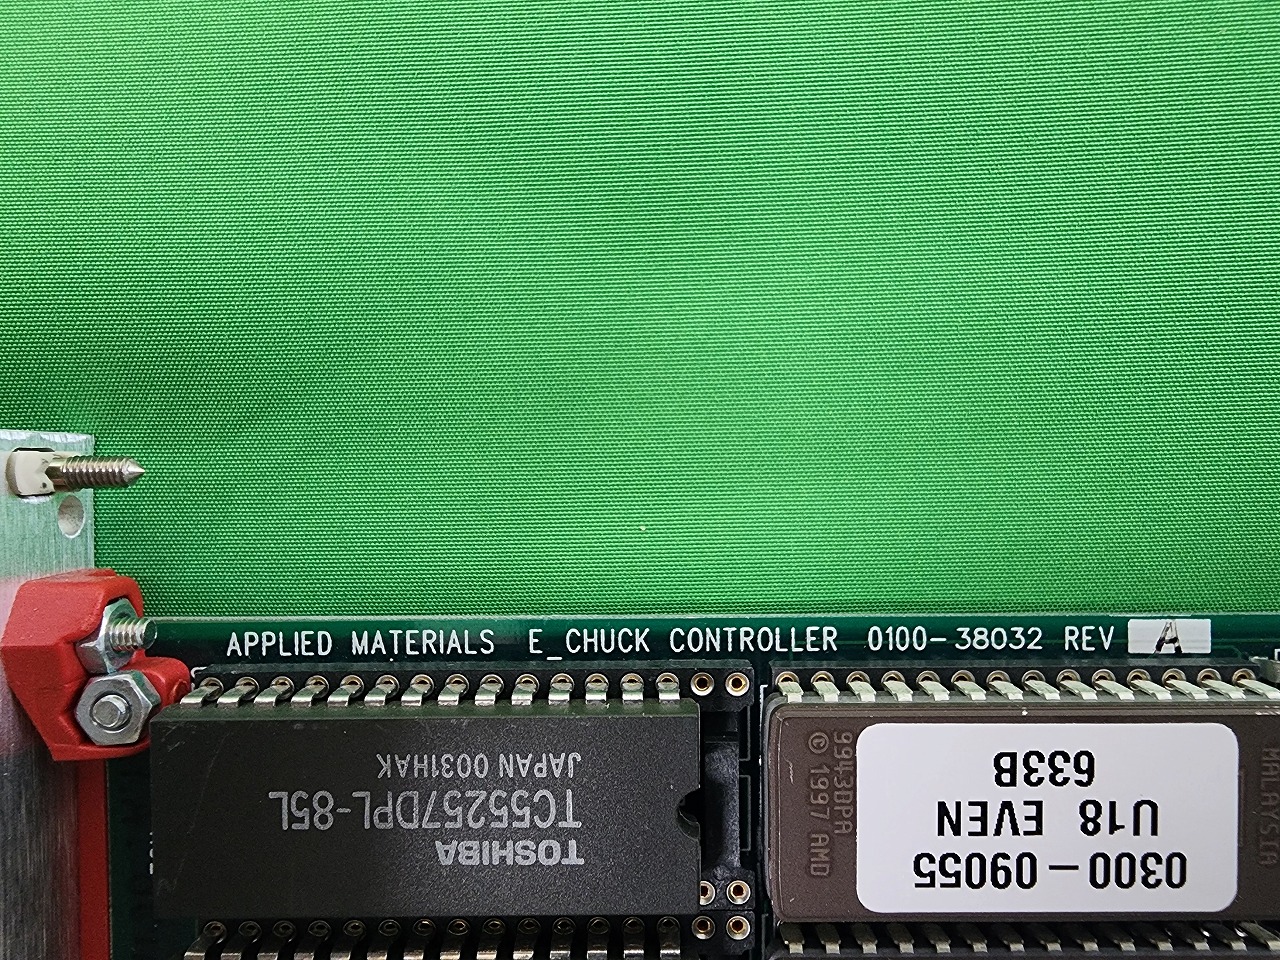 APPLIED MATERIALS E_CHUCK CONTROLLER 0100-38032 REV A
TOSHIBA
TC55257DPL-85L
JAPAN 0031HAK
0300-09055
U18 EVEN
633B
9943DPA
© 1997 AMD
MALAYSIA